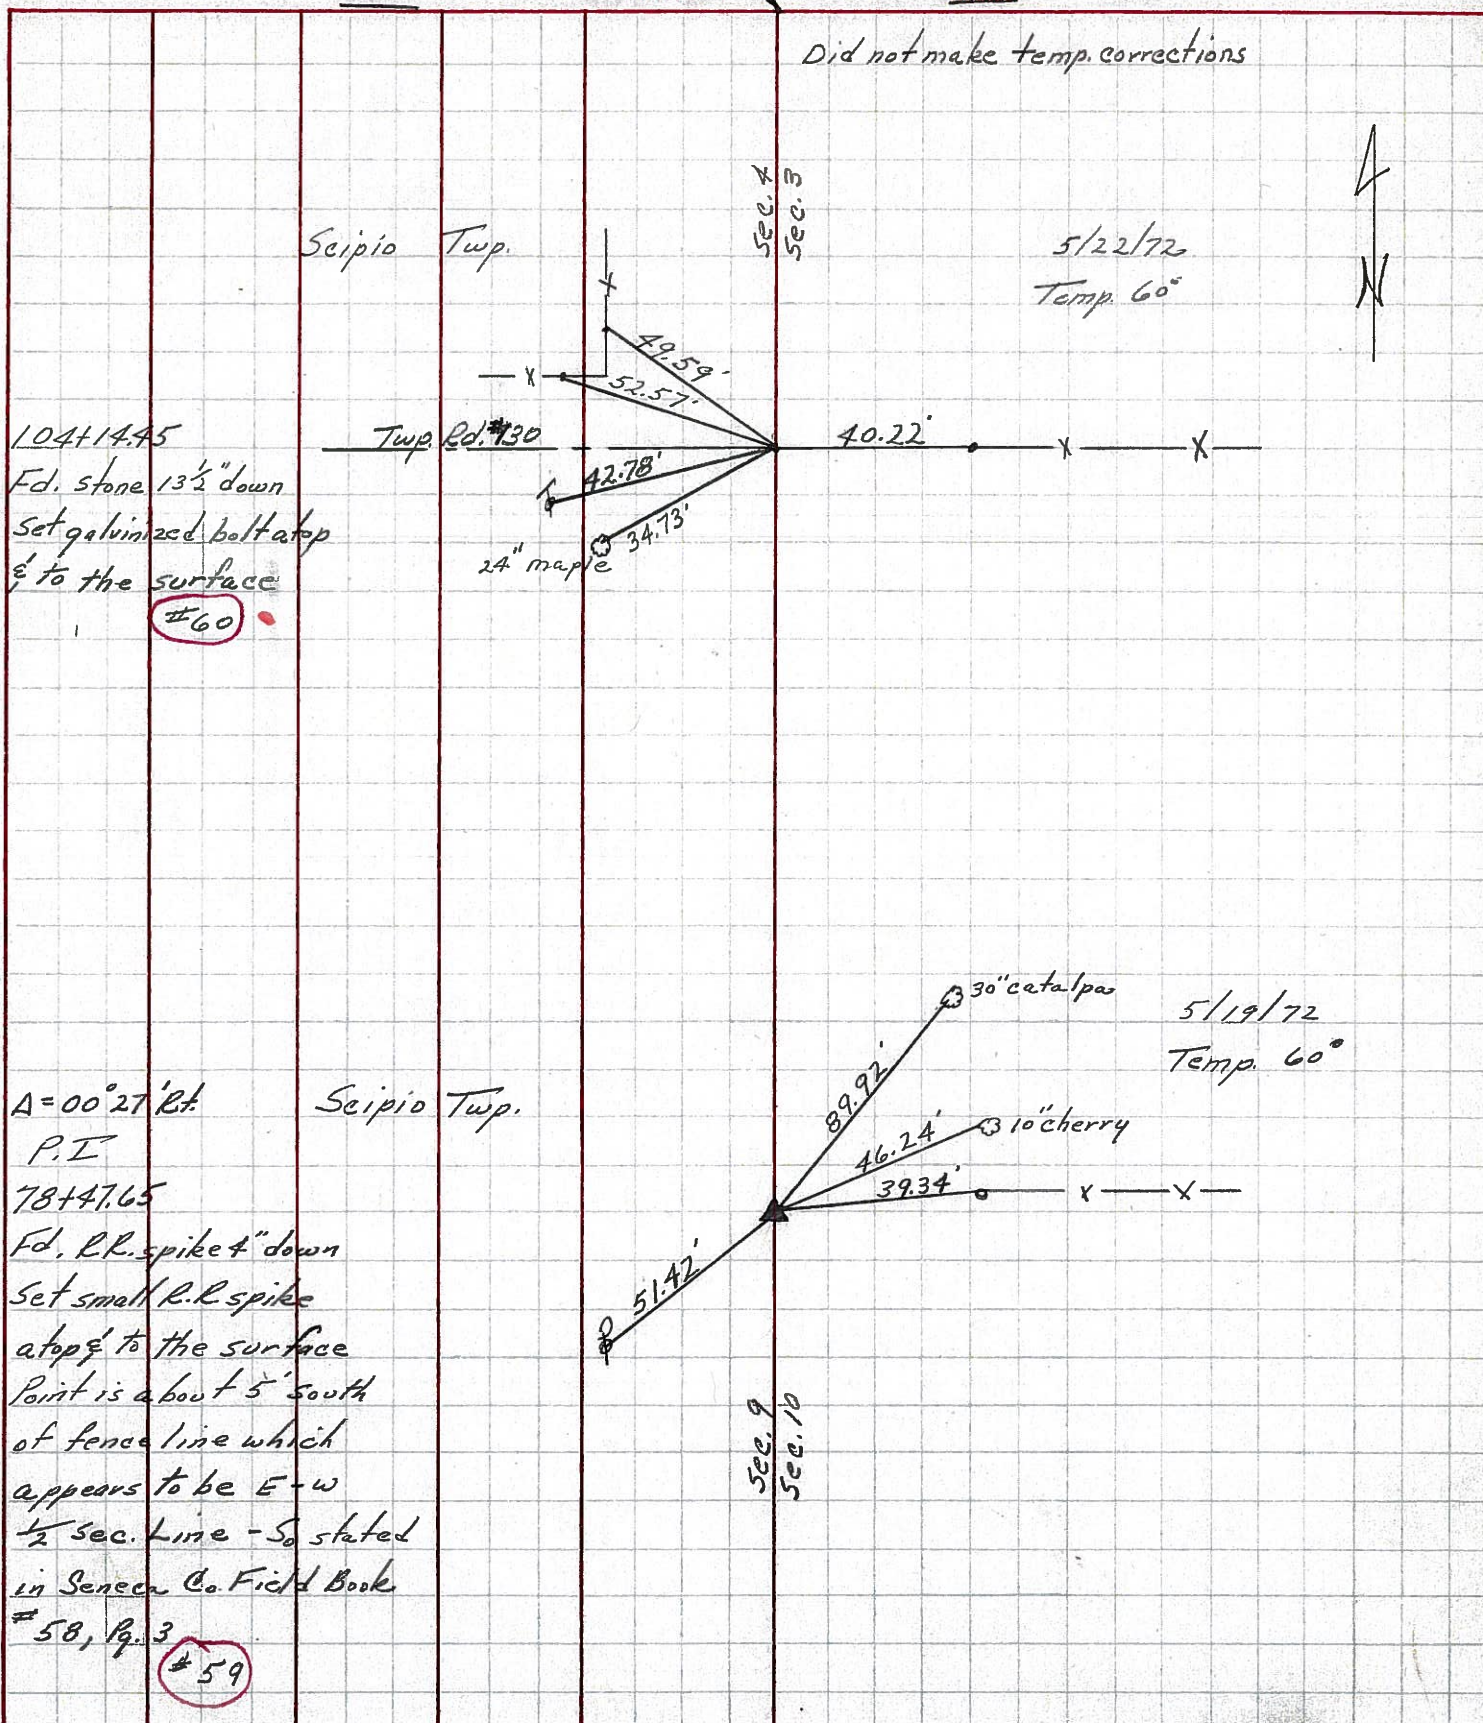 Did not make temp. corrections
Sec. 4
Sec. 3
Scipio Twp.
5/22/72
Temp. 60°
N
49.59'
52.57'
104+14.45
Twp. Rd. #130
40.22'
Fd. stone 13½" down
42.78'
set galvinized bolt atop
34.73'
24" maple
& to the surface
#60
30" catalpa
5/19/72
Temp. 60°
89.92'
Δ=00°27' Rt.
Scipio Twp.
10" cherry
P.I
46.24'
78+47.65
39.34'
Fd. R.R. spike 4" down
Set small R.R spike
51.42'
atop & to the surface
Point is about 5' south
of fence line which
Sec. 9
Sec. 10
appears to be E-W
½ Sec. Line - So stated
in Seneca Co. Field Book
#58, Pg. 3
#59